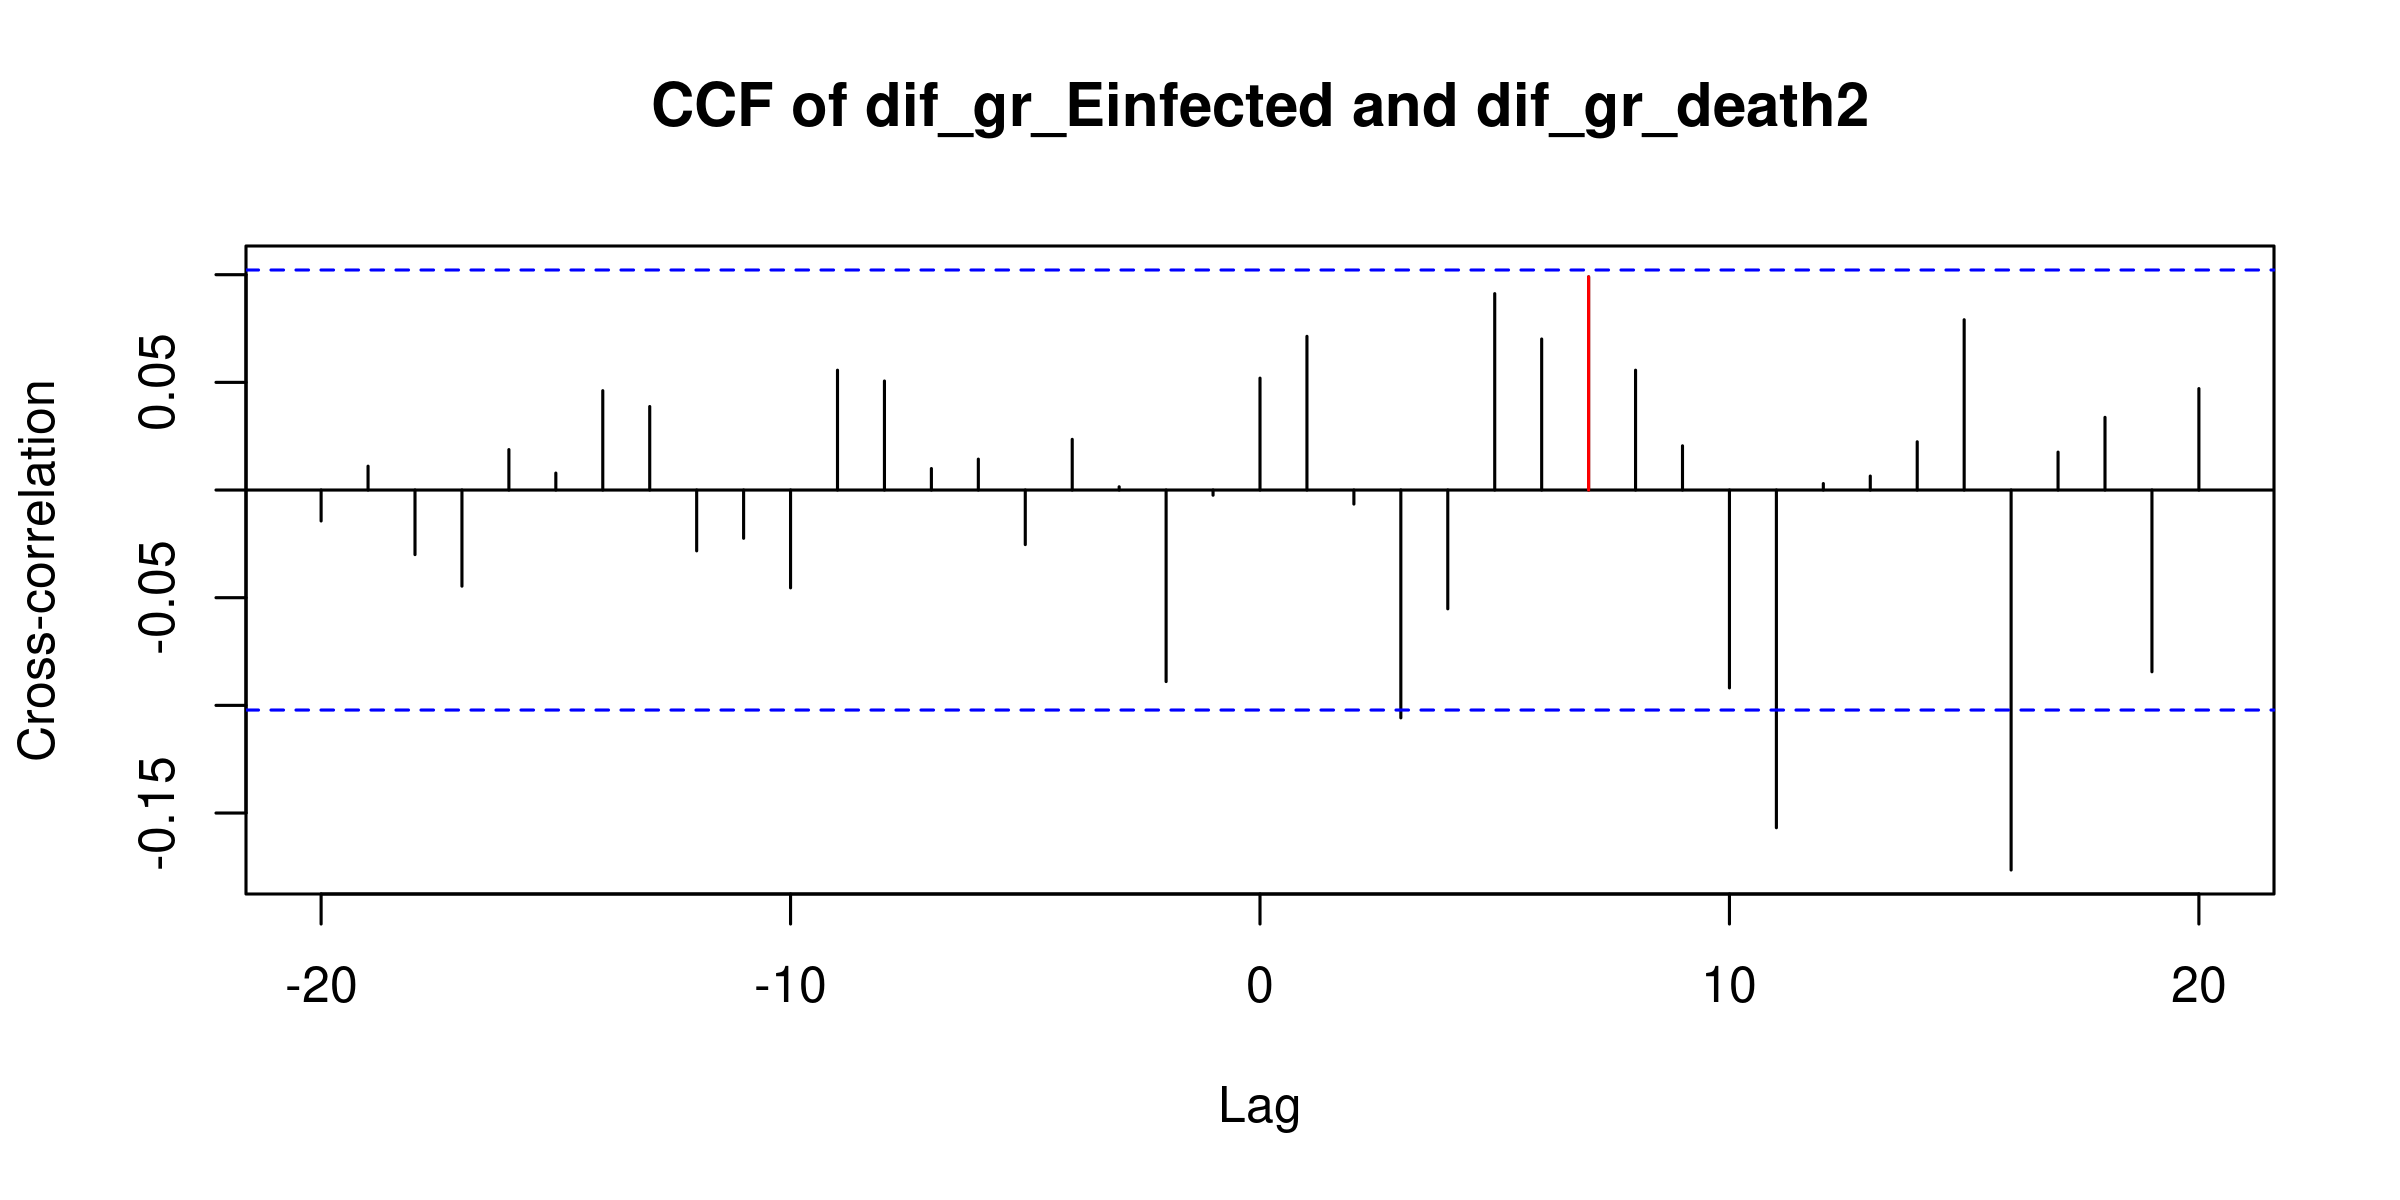 CCF of dif_gr_Einfected and dif_gr_death2
Cross-correlation
0.05
-0.05
-0.15
-20 -10 0 10 20
Lag